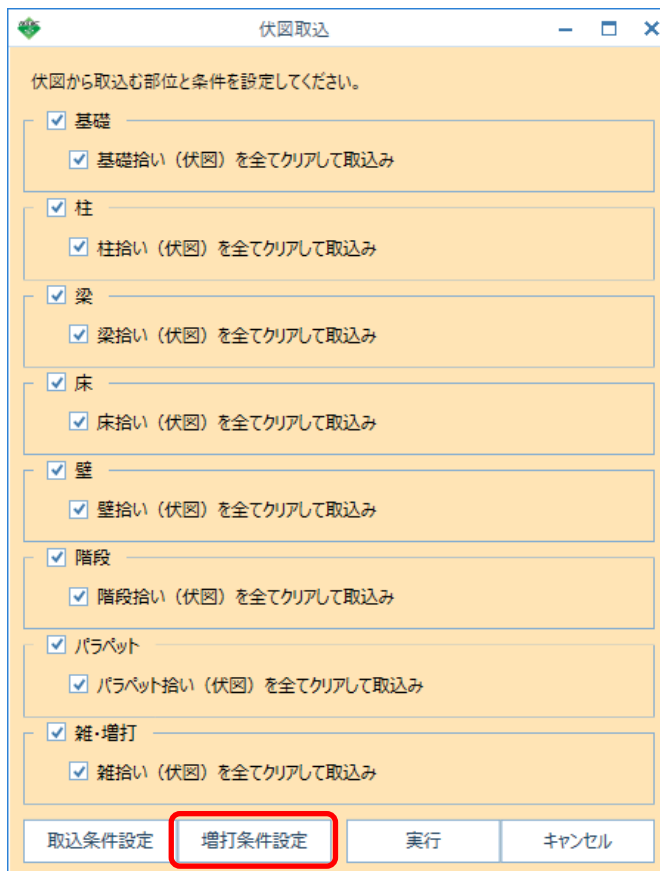 伏図取込
伏図から取込む部位と条件を設定してください。
基礎
基礎拾い（伏図）を全てクリアして取込み
柱
柱拾い（伏図）を全てクリアして取込み
梁
梁拾い（伏図）を全てクリアして取込み
床
床拾い（伏図）を全てクリアして取込み
壁
壁拾い（伏図）を全てクリアして取込み
階段
階段拾い（伏図）を全てクリアして取込み
パラペット
パラペット拾い（伏図）を全てクリアして取込み
雑・増打
雑拾い（伏図）を全てクリアして取込み
取込条件設定 増打条件設定 実行 キャンセル